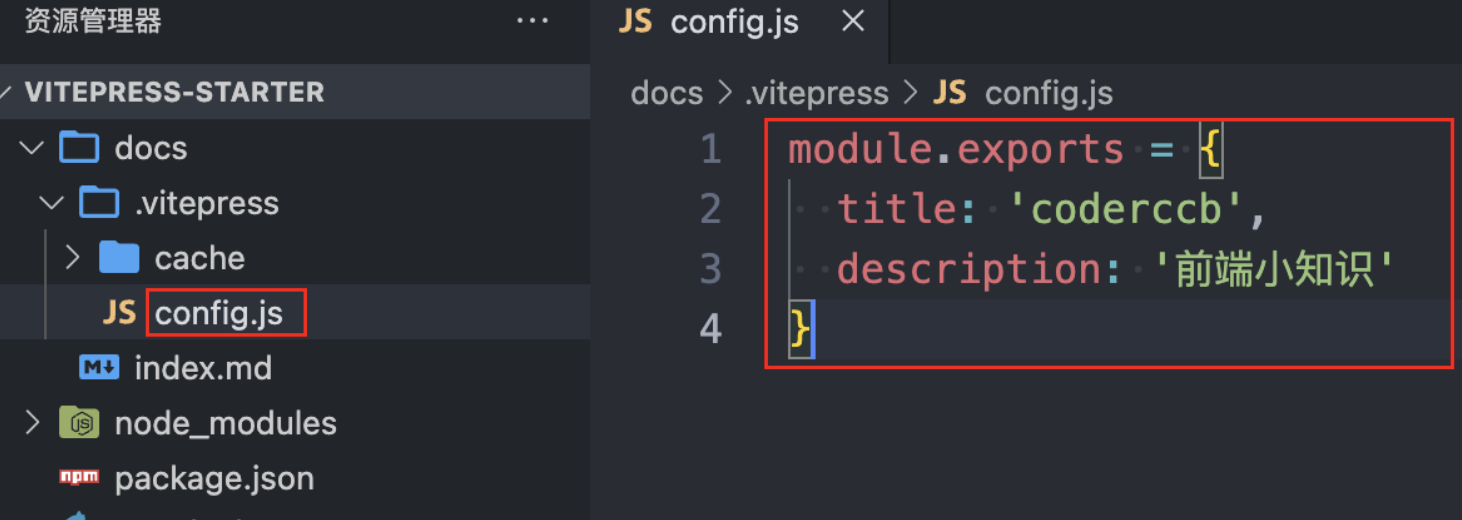 资源管理器 ...
VITEPRESS-STARTER
docs
.vitepress
cache
JS config.js
M↓ index.md
node_modules
npm package.json
JS config.js ×
docs > .vitepress > JS config.js
1 module.exports = {
2 title: 'coderccb',
3 description: '前端小知识'
4 }